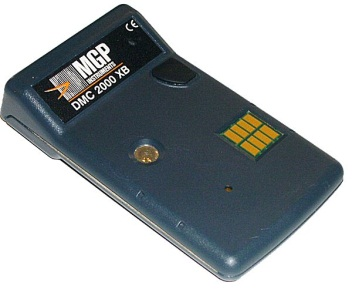 CE
MGP
INSTRUMENTS
DMC 2000 XB